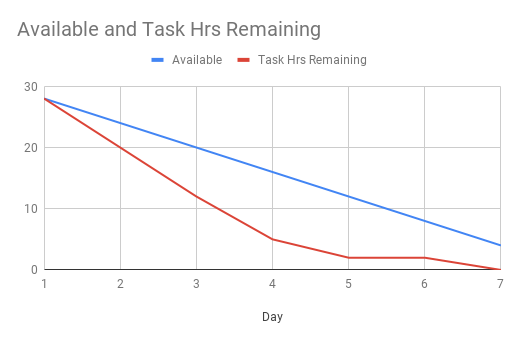 Available and Task Hrs Remaining
Available Task Hrs Remaining
30
20
10
0
1 2 3 4 5 6 7
Day